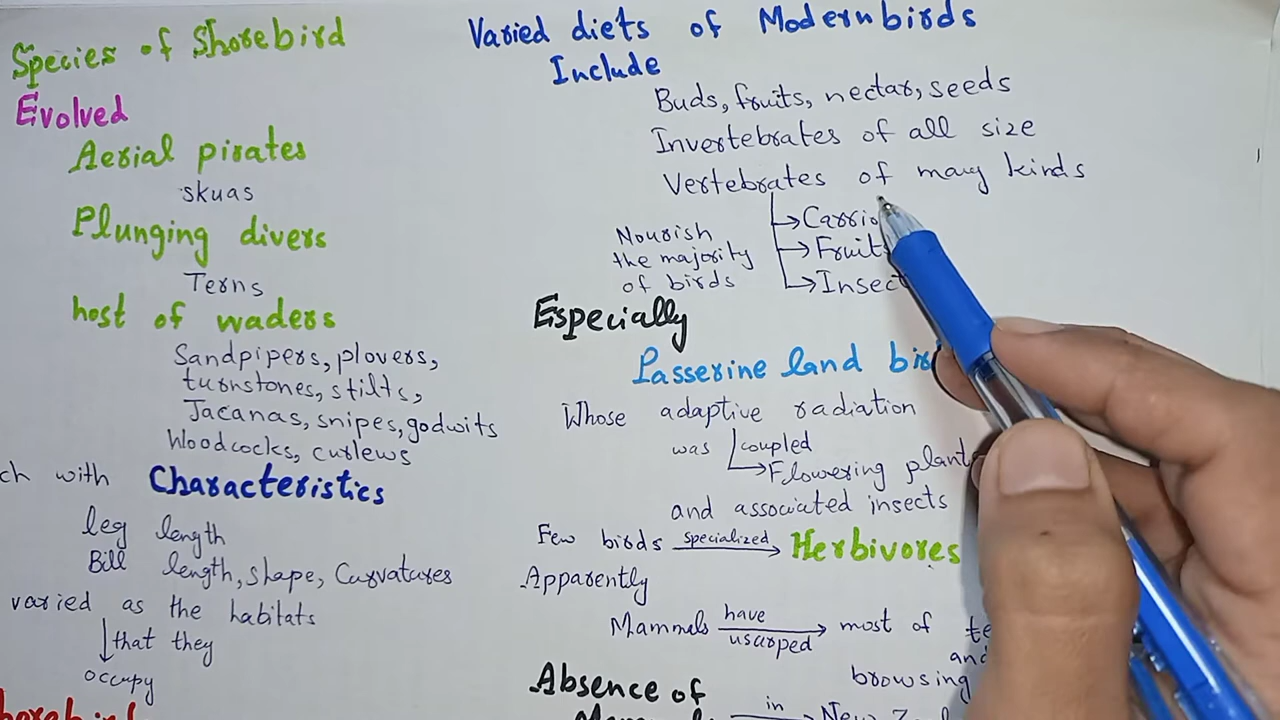 Species of Shorebird
Evolved
Aerial pirates
skuas
Plunging divers
Terns
host of waders
Sandpipers, plovers,
turnstones, stilts,
Jacanas, snipes, godwits
Woodcocks, curlews
with Characteristics
leg length
Bill length, shape, Curvatures
varied as the habitats
that they
occupy
Varied diets of Modern birds
Include
Buds, fruits, nectar, seeds
Invertebrates of all size
Vertebrates of many kinds
Nourish
the majority
of birds
Especially
Passerine land
Whose adaptive radiation
was coupled
Flowering
and associated insects
Few birds specialized Herbivores
Apparently
Mammals have usurped most of
browsing
Absence of
in New